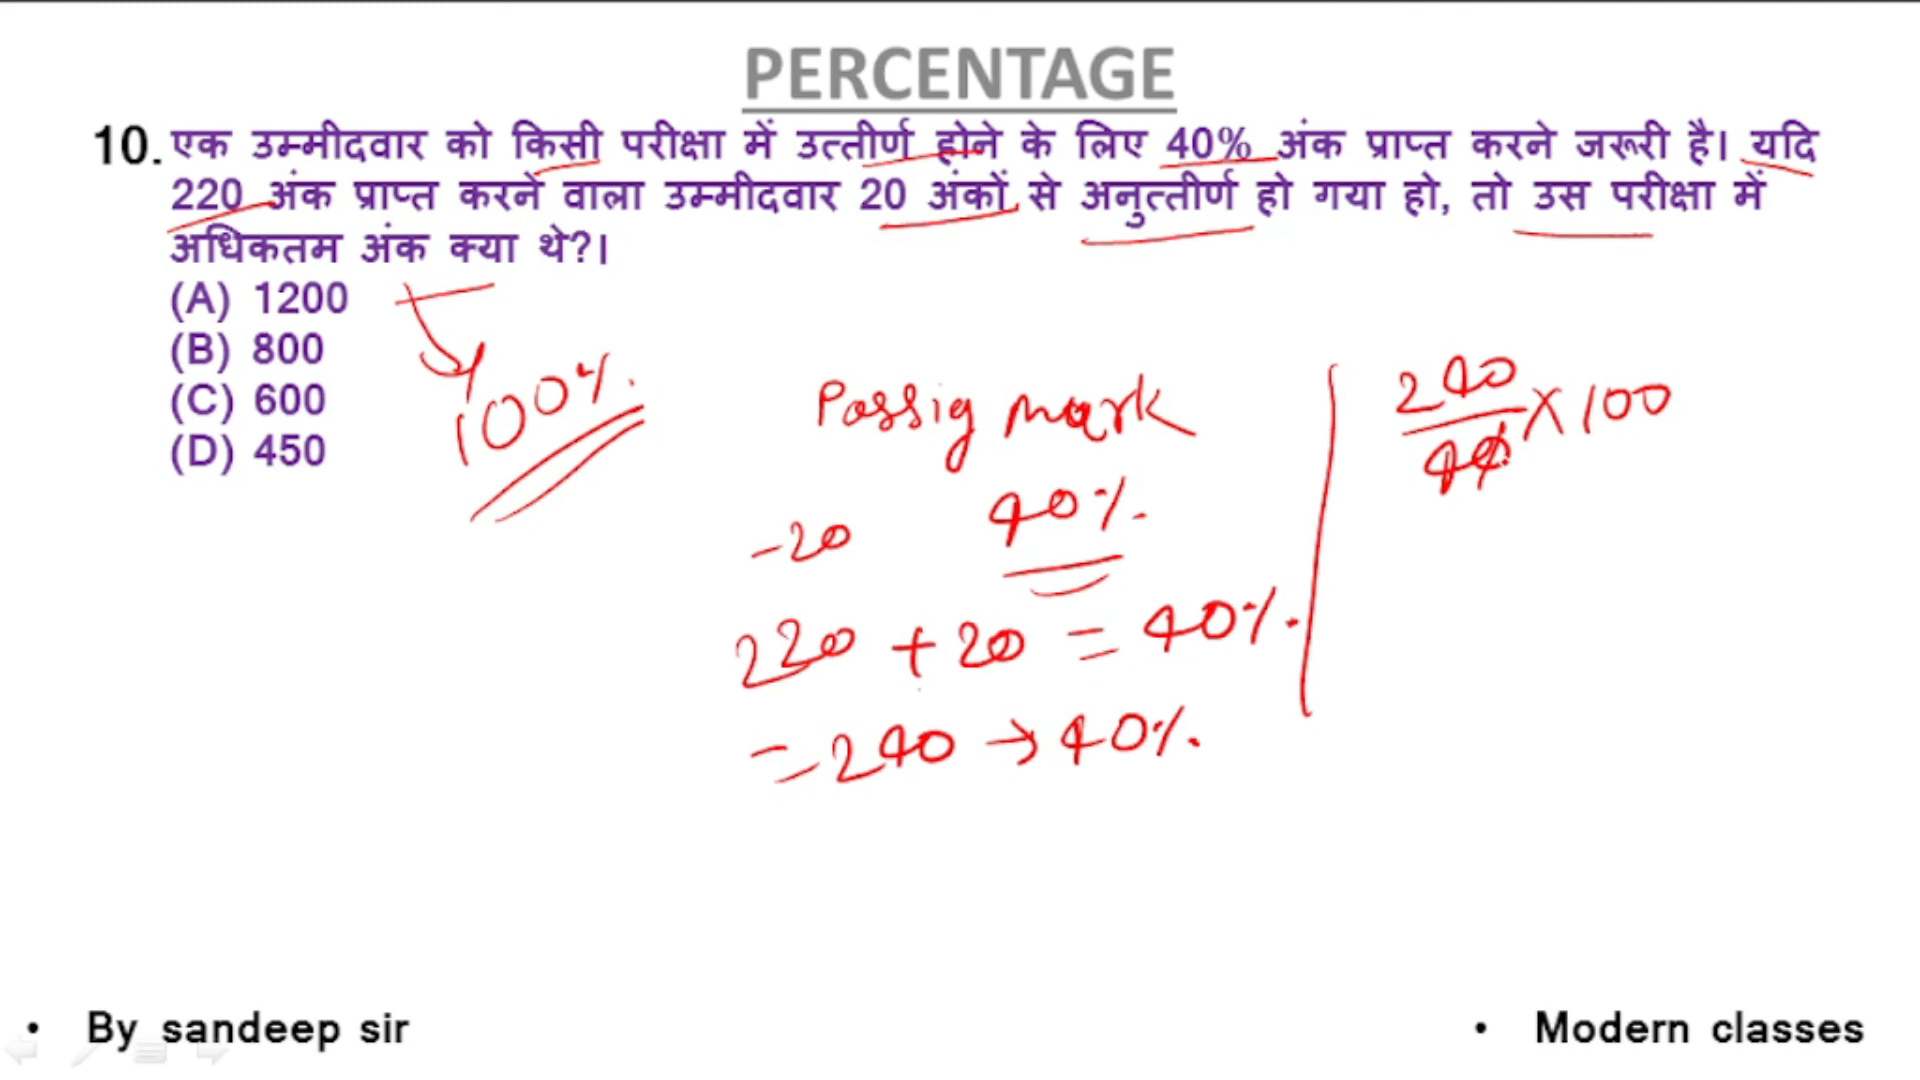 PERCENTAGE
10. एक उम्मीदवार को किसी परीक्षा में उत्तीर्ण होने के लिए 40% अंक प्राप्त करने जरूरी है। यदि
220 अंक प्राप्त करने वाला उम्मीदवार 20 अंकों से अनुत्तीर्ण हो गया हो, तो उस परीक्षा में
अधिकतम अंक क्या थे?।
(A) 1200
(B) 800
(C) 600
(D) 450
100%.
Passig mark
40%.
-20
220 + 20 = 40%.
= 240 → 40%.
240
40 × 100
• By sandeep sir
• Modern classes